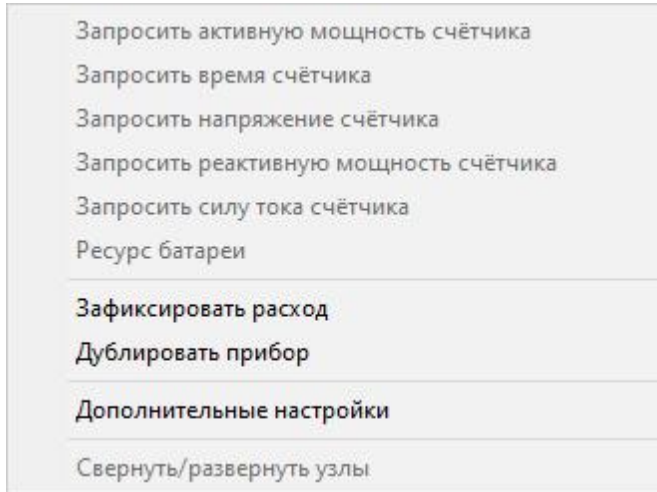 Запросить активную мощность счётчика
Запросить время счётчика
Запросить напряжение счётчика
Запросить реактивную мощность счётчика
Запросить силу тока счётчика
Ресурс батареи
Зафиксировать расход
Дублировать прибор
Дополнительные настройки
Свернуть/развернуть узлы